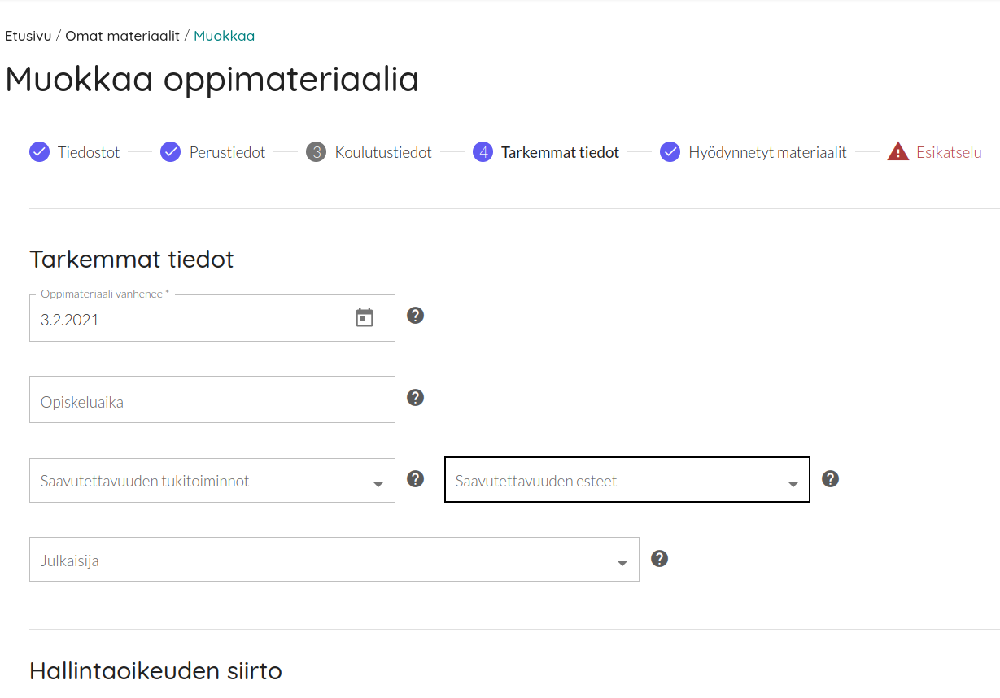 Etusivu / Omat materiaalit / Muokkaa
Muokkaa oppimateriaalia
Tiedostot Perustiedot 3 Koulutustiedot 4 Tarkemmat tiedot Hyödynnetyt materiaalit Esikatselu
Tarkemmat tiedot
Oppimateriaali vanhenee *
3.2.2021
?
Opiskeluaika ?
Saavutettavuuden tukitoiminnot ? Saavutettavuuden esteet ?
Julkaisija ?
Hallintaoikeuden siirto